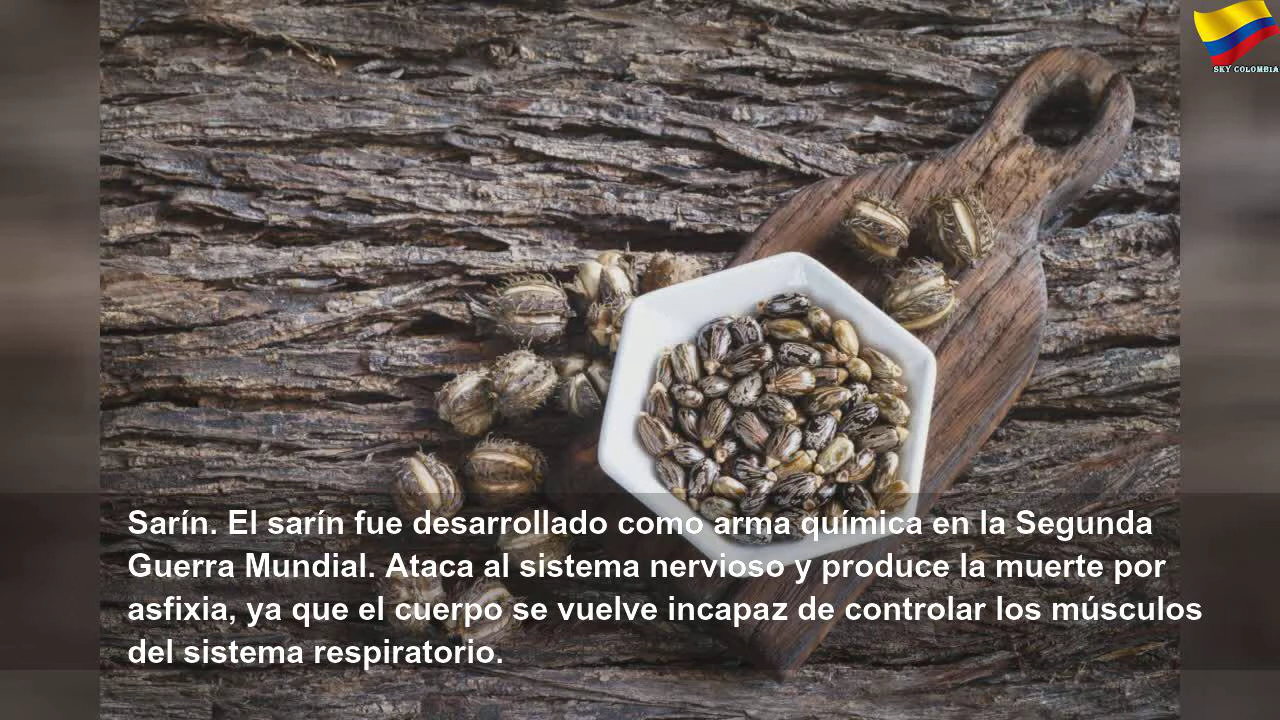 SKY COLOMBIA
Sarín. El sarín fue desarrollado como arma química en la Segunda
Guerra Mundial. Ataca al sistema nervioso y produce la muerte por
asfixia, ya que el cuerpo se vuelve incapaz de controlar los músculos
del sistema respiratorio.